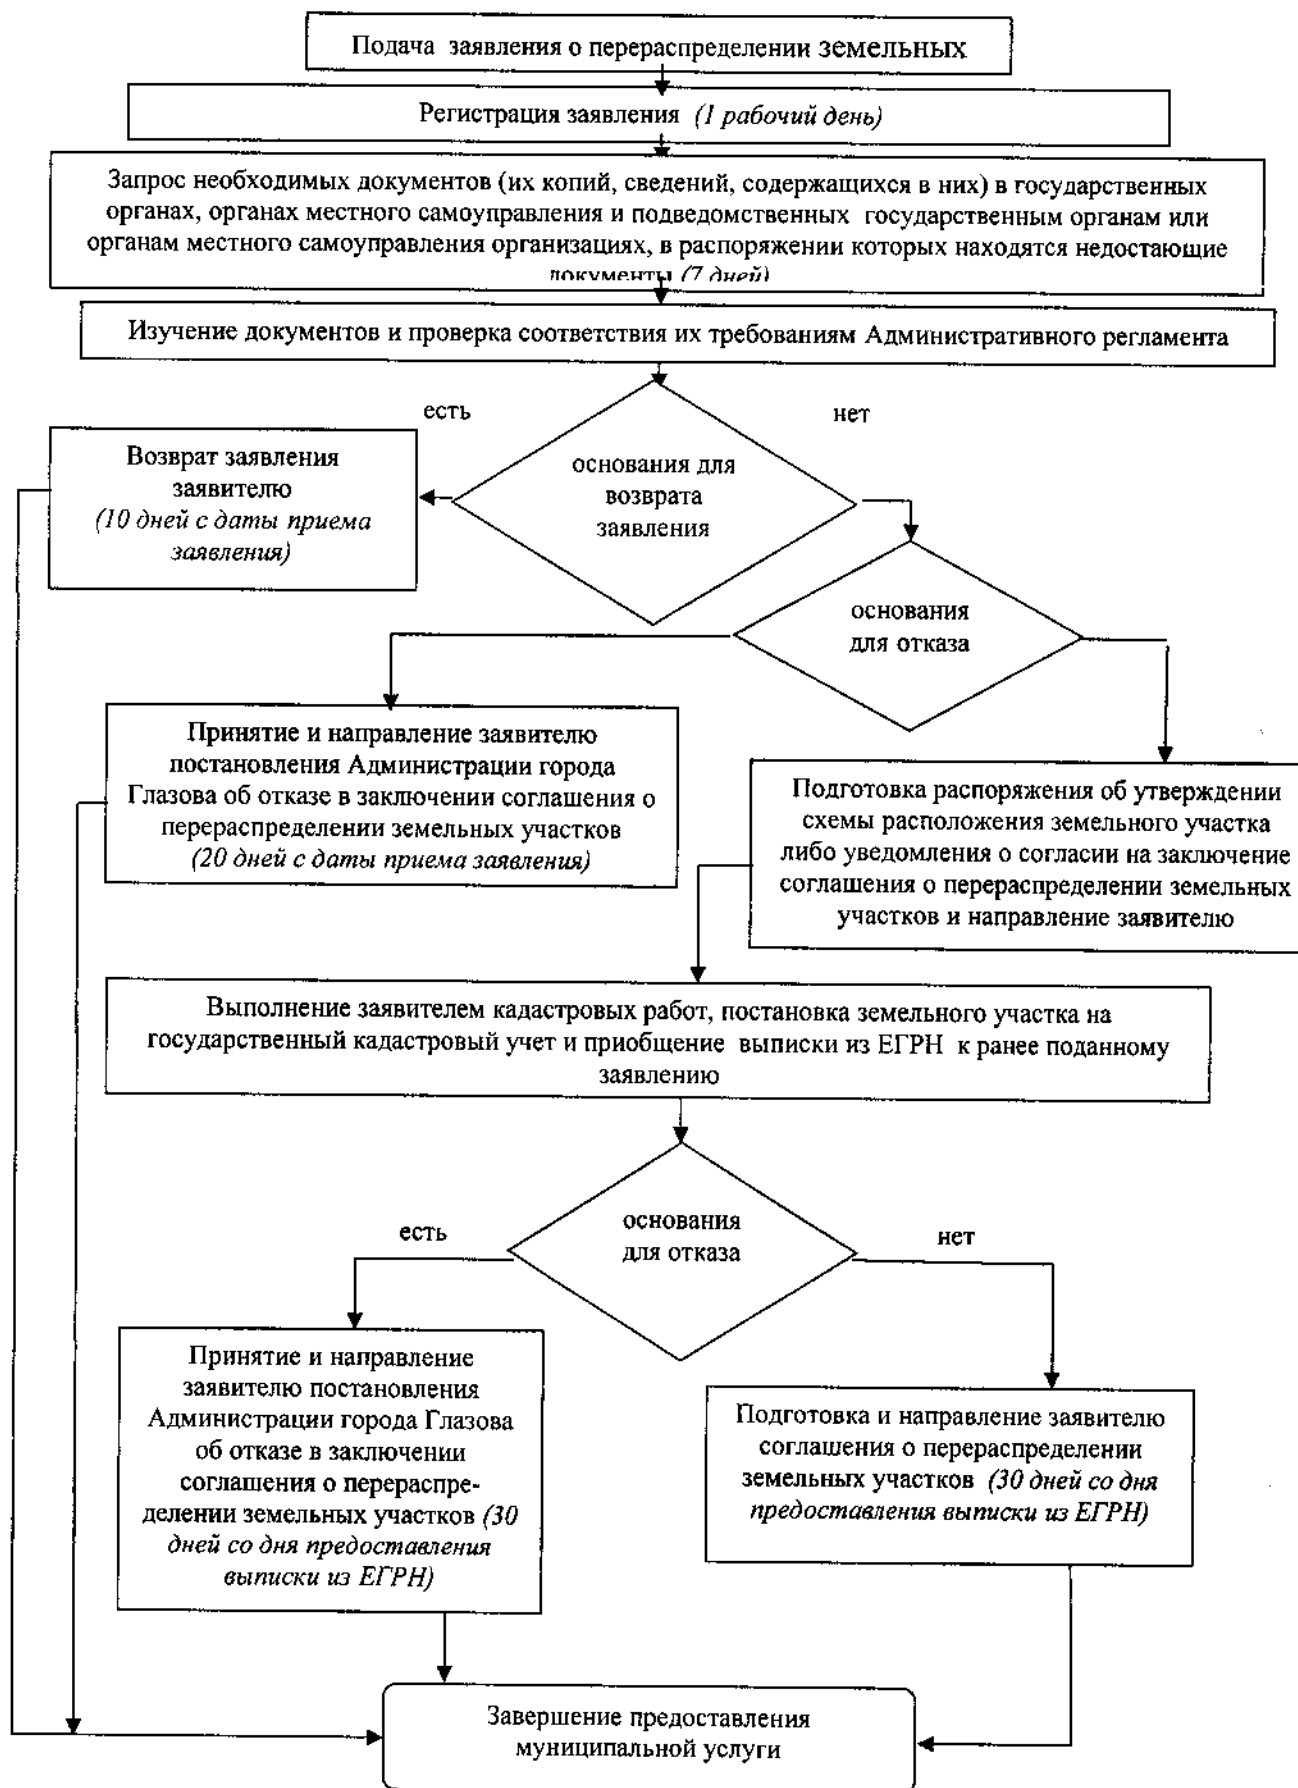 Подача заявления о перераспределении земельных
Регистрация заявления (1 рабочий день)
Запрос необходимых документов (их копий, сведений, содержащихся в них) в государственных
органах, органах местного самоуправления и подведомственных государственным органам или
органам местного самоуправления организациях, в распоряжении которых находятся недостающие
документы (7 дней)
Изучение документов и проверка соответствия их требованиям Административного регламента
есть
нет
основания для
возврата
заявления
Возврат заявления
заявителю
(10 дней с даты приема
заявления)
основания
для отказа
Принятие и направление заявителю
постановления Администрации города
Глазова об отказе в заключении соглашения о
перераспределении земельных участков
(20 дней с даты приема заявления)
Подготовка распоряжения об утверждении
схемы расположения земельного участка
либо уведомления о согласии на заключение
соглашения о перераспределении земельных
участков и направление заявителю
Выполнение заявителем кадастровых работ, постановка земельного участка на
государственный кадастровый учет и приобщение выписки из ЕГРН к ранее поданному
заявлению
есть
основания
для отказа
нет
Принятие и направление
заявителю постановления
Администрации города Глазова
об отказе в заключении
соглашения о перераспре-
делении земельных участков (30
дней со дня предоставления
выписки из ЕГРН)
Подготовка и направление заявителю
соглашения о перераспределении
земельных участков (30 дней со дня
предоставления выписки из ЕГРН)
Завершение предоставления
муниципальной услуги